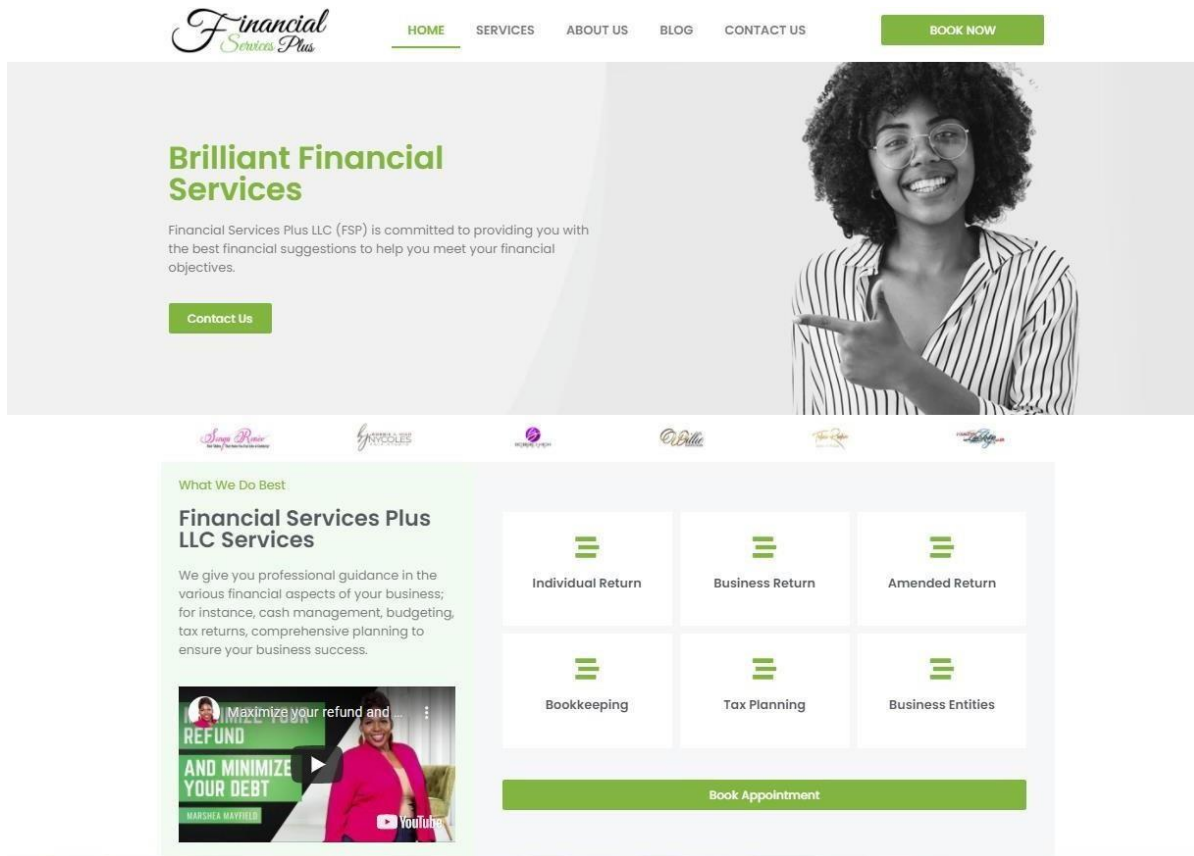 Financial
Services Plus
HOME
SERVICES
ABOUT US
BLOG
CONTACT US
BOOK NOW
Brilliant Financial
Services
Financial Services Plus LLC (FSP) is committed to providing you with
the best financial suggestions to help you meet your financial
objectives.
Contact Us
NYCOLES
Willie
What We Do Best
Financial Services Plus
LLC Services
We give you professional guidance in the
various financial aspects of your business;
for instance, cash management, budgeting,
tax returns, comprehensive planning to
ensure your business success.
Maximize your refund and ...
MAXIMIZE YOUR
REFUND
AND MINIMIZE
YOUR DEBT
MARSHEA MAYFIELD
YouTube
Individual Return
Business Return
Amended Return
Bookkeeping
Tax Planning
Business Entities
Book Appointment